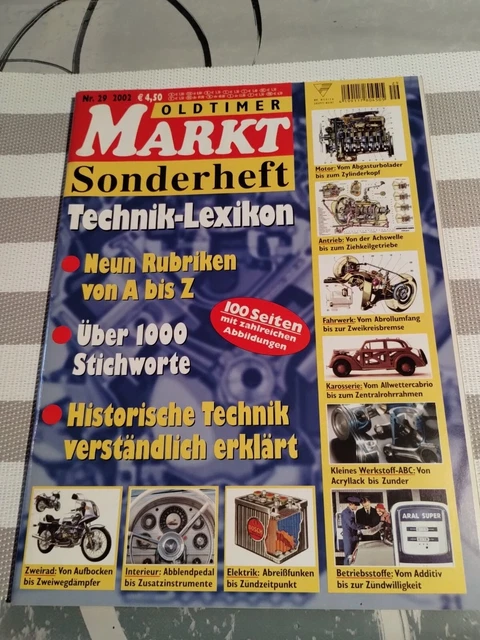 Nr. 29 2002 € 4,50
OLDTIMER
MARKT
Sonderheft
Technik-Lexikon
Neun Rubriken
von A bis Z
100 Seiten
mit zahlreichen
Abbildungen
Über 1000
Stichworte
Historische Technik
verständlich erklärt
Motor: Vom Abgasturbolader
bis zum Zylinderkopf
Antrieb: Von der Achswelle
bis zum Ziehkeilgetriebe
Fahrwerk: Vom Abrollumfang
bis zur Zweikreisbremse
Karosserie: Vom Allwettercabrio
bis zum Zentralrohrrahmen
Kleines Werkstoff-ABC: Von
Acryllack bis Zunder
ARAL SUPER
Betriebsstoffe: Vom Additiv
bis zur Zündwilligkeit
Zweirad: Von Aufbocken
bis Zweiwegdämpfer
Interieur: Abblendpedal
bis Zusatzinstrumente
Elektrik: Abreißfunken
bis Zündzeitpunkt